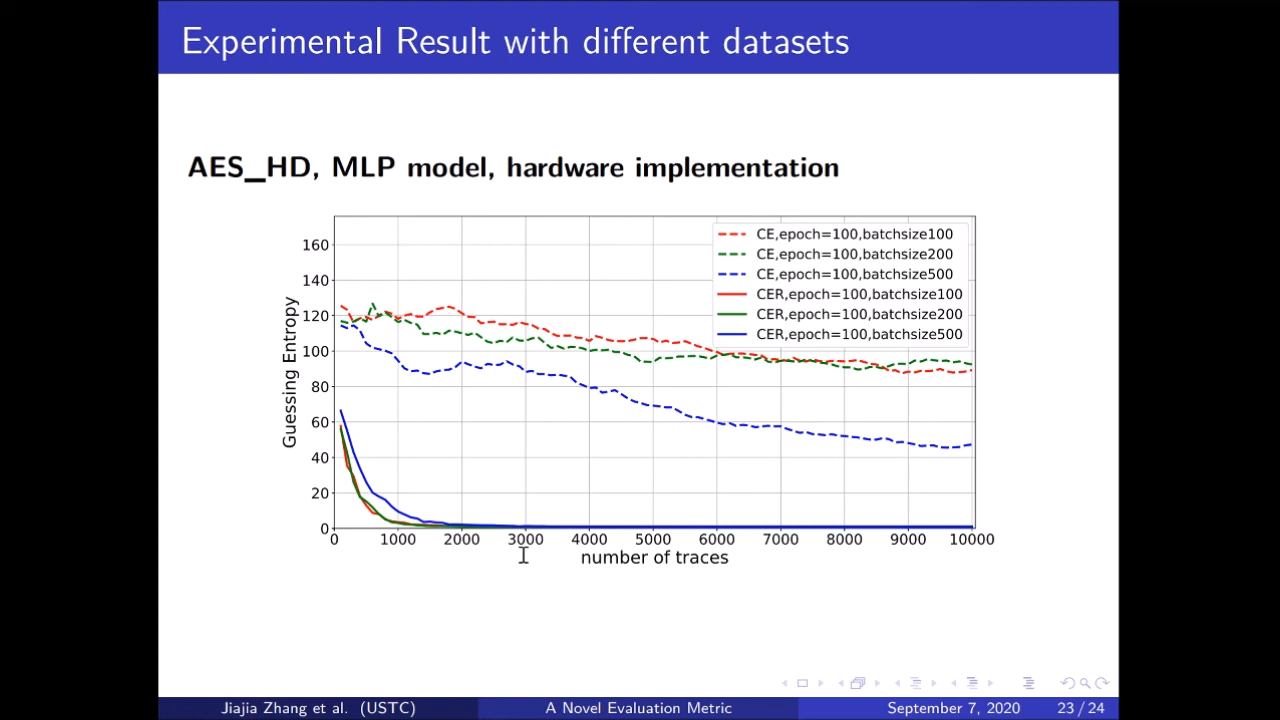 Experimental Result with different datasets
AES_HD, MLP model, hardware implementation
Guessing Entropy
160
140
120
100
80
60
40
20
0
CE,epoch=100,batchsize100
CE,epoch=100,batchsize200
CE,epoch=100,batchsize500
CER,epoch=100,batchsize100
CER,epoch=100,batchsize200
CER,epoch=100,batchsize500
0 1000 2000 3000 4000 5000 6000 7000 8000 9000 10000
number of traces
Jiajia Zhang et al. (USTC) A Novel Evaluation Metric September 7, 2020 23 / 24